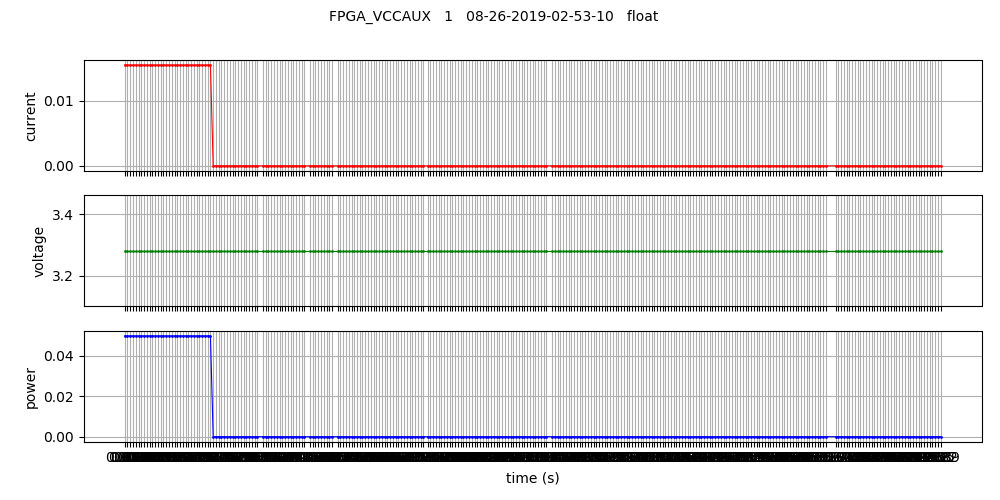 FPGA_VCCAUX   1   08-26-2019-02-53-10   float
current
0.01
0.00
voltage
3.4
3.2
power
0.04
0.02
0.00
time (s)